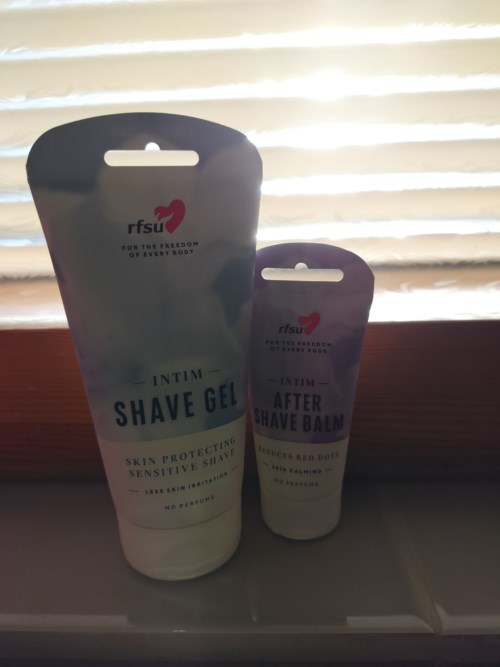 rfsu
FOR THE FREEDOM
OF EVERY BODY
— INTIM —
SHAVE GEL
SKIN PROTECTING
SENSITIVE SHAVE
— LESS SKIN IRRITATION —
NO PERFUME
rfsu
FOR THE FREEDOM
OF EVERY BODY
— INTIM —
AFTER
SHAVE BALM
REDUCES RED DOTS
— SKIN CALMING —
NO PERFUME